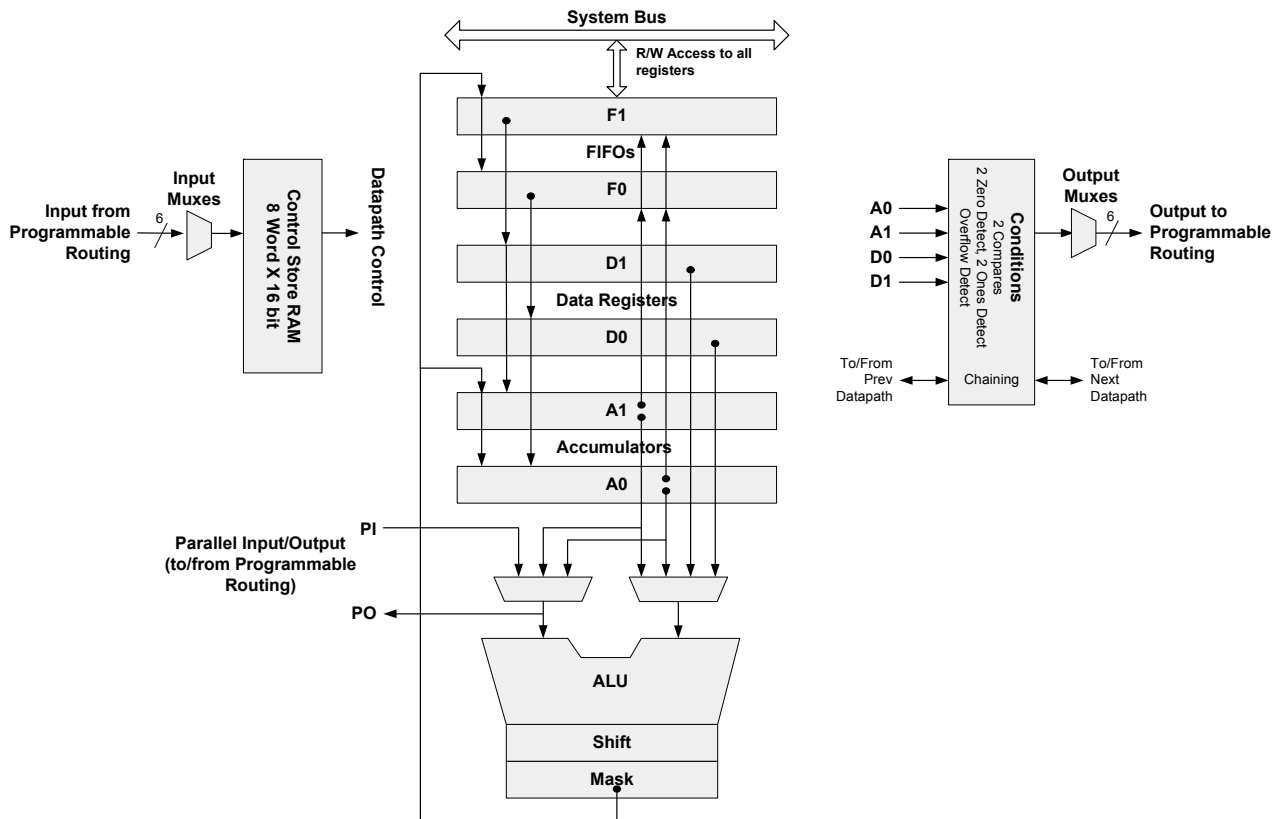 System Bus
R/W Access to all
registers
F1
FIFOs
F0
D1
Data Registers
D0
A1
Accumulators
A0
Input from
Programmable
Routing
6
Input
Muxes
Control Store RAM
8 Word X 16 bit
Datapath Control
PI
Parallel Input/Output
(to/from Programmable
Routing)
PO
ALU
Shift
Mask
A0
A1
D0
D1
Conditions
2 Compares
2 Zero Detect, 2 Ones Detect
Overflow Detect
Chaining
To/From
Prev
Datapath
To/From
Next
Datapath
Output
Muxes
6
Output to
Programmable
Routing